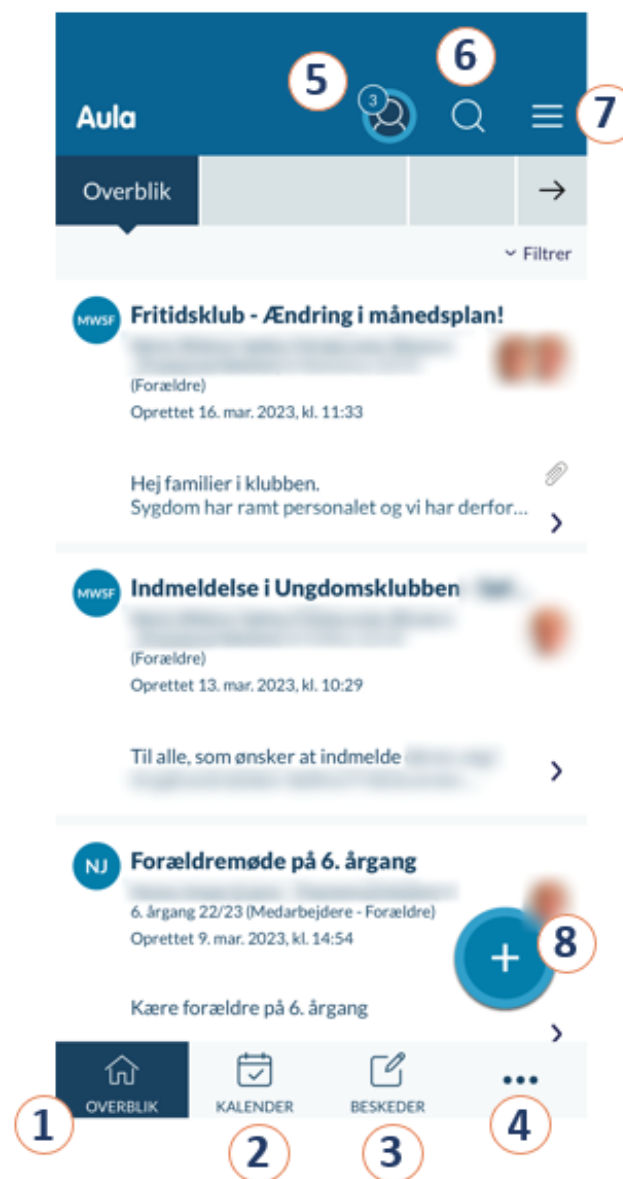 5
6
3
Aula
7
Overblik
Filtrer
MWSF
Fritidsklub - Ændring i månedsplan!
(Forældre)
Oprettet 16. mar. 2023, kl. 11:33
Hej familier i klubben.
Sygdom har ramt personalet og vi har derfor...
MWSF
Indmeldelse i Ungdomsklubben
(Forældre)
Oprettet 13. mar. 2023, kl. 10:29
Til alle, som ønsker at indmelde
NJ
Forældremøde på 6. årgang
6. årgang 22/23 (Medarbejdere - Forældre)
Oprettet 9. mar. 2023, kl. 14:54
8
Kære forældre på 6. årgang
OVERBLIK
KALENDER
BESKEDER
1
2
3
4